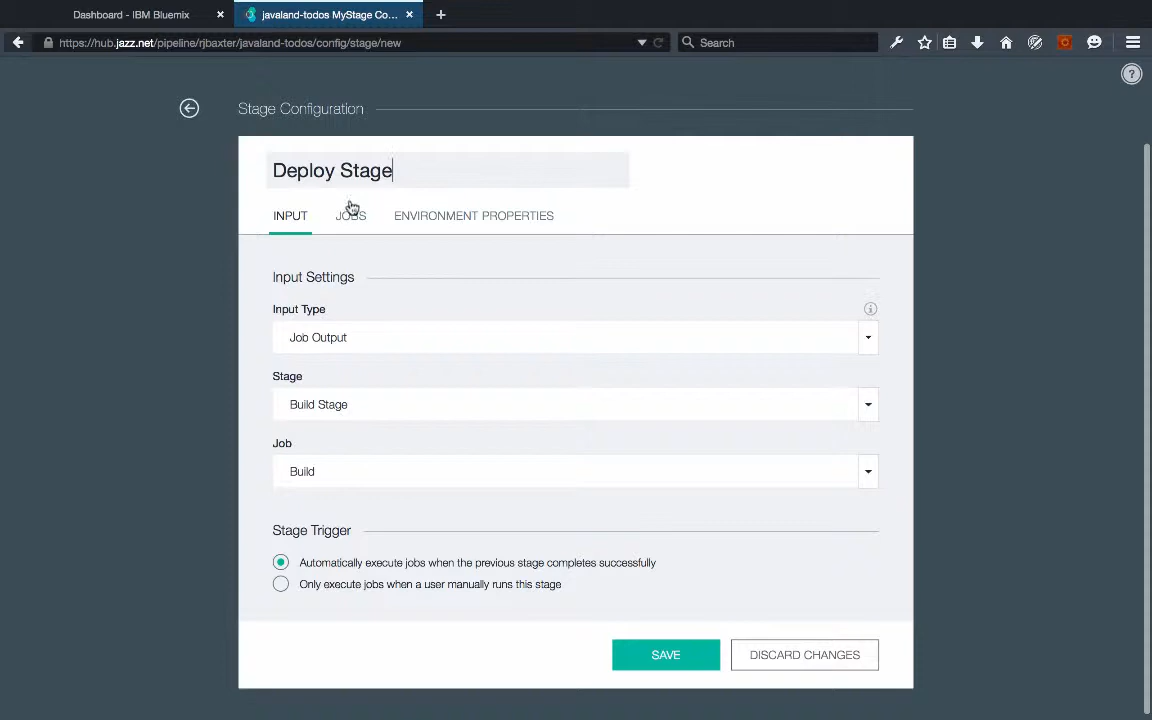 Dashboard - IBM Bluemix
javaland-todos MyStage Co...
https://hub.jazz.net/pipeline/rjbaxter/javaland-todos/config/stage/new
Search
?
Stage Configuration
Deploy Stage
INPUT
JOBS
ENVIRONMENT PROPERTIES
Input Settings
Input Type
Job Output
Stage
Build Stage
Job
Build
Stage Trigger
Automatically execute jobs when the previous stage completes successfully
Only execute jobs when a user manually runs this stage
SAVE
DISCARD CHANGES